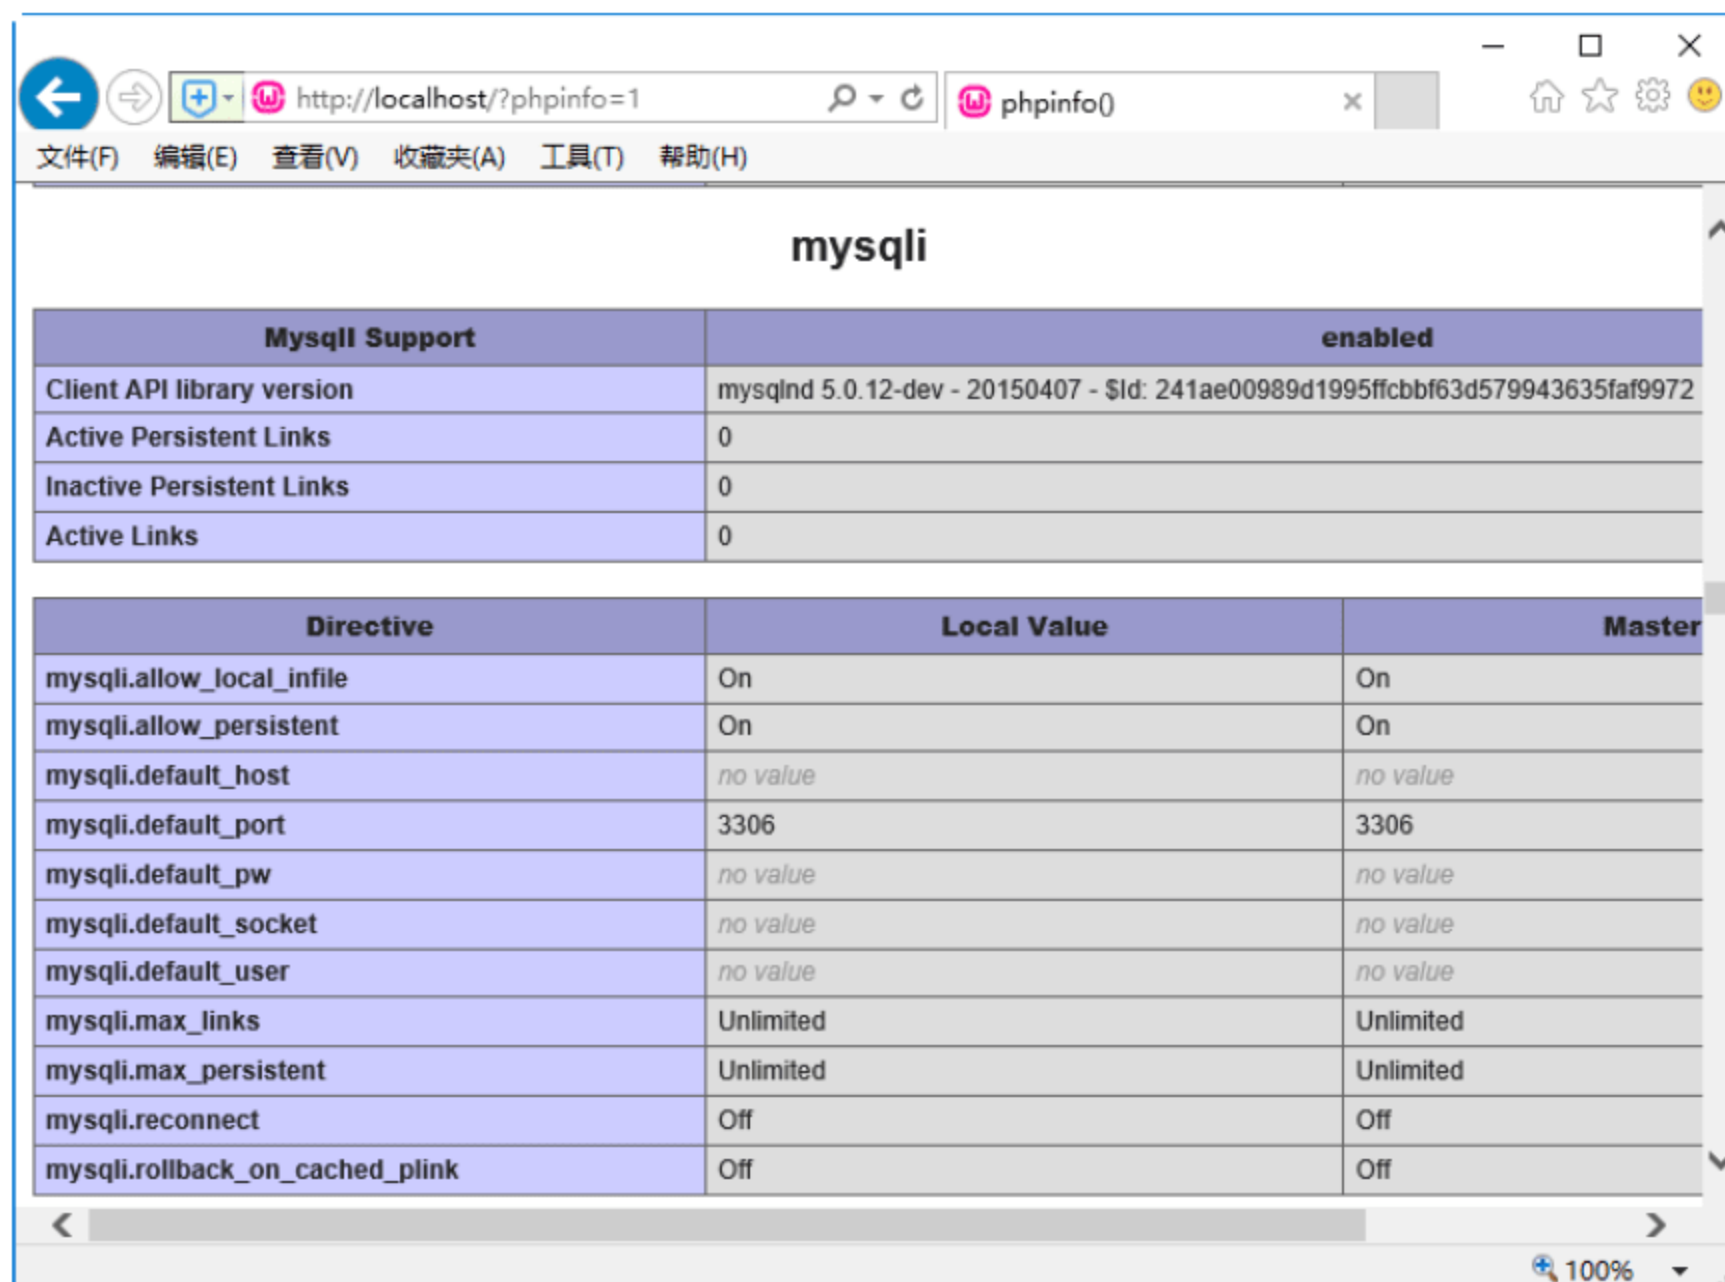 http://localhost/?phpinfo=1
phpinfo()
文件(F) 编辑(E) 查看(V) 收藏夹(A) 工具(T) 帮助(H)
mysqli
MysqlI Support enabled
Client API library version mysqlnd 5.0.12-dev - 20150407 - $Id: 241ae00989d1995ffcbbf63d579943635faf9972
Active Persistent Links 0
Inactive Persistent Links 0
Active Links 0
Directive Local Value Master
mysqli.allow_local_infile On On
mysqli.allow_persistent On On
mysqli.default_host no value no value
mysqli.default_port 3306 3306
mysqli.default_pw no value no value
mysqli.default_socket no value no value
mysqli.default_user no value no value
mysqli.max_links Unlimited Unlimited
mysqli.max_persistent Unlimited Unlimited
mysqli.reconnect Off Off
mysqli.rollback_on_cached_plink Off Off
100%